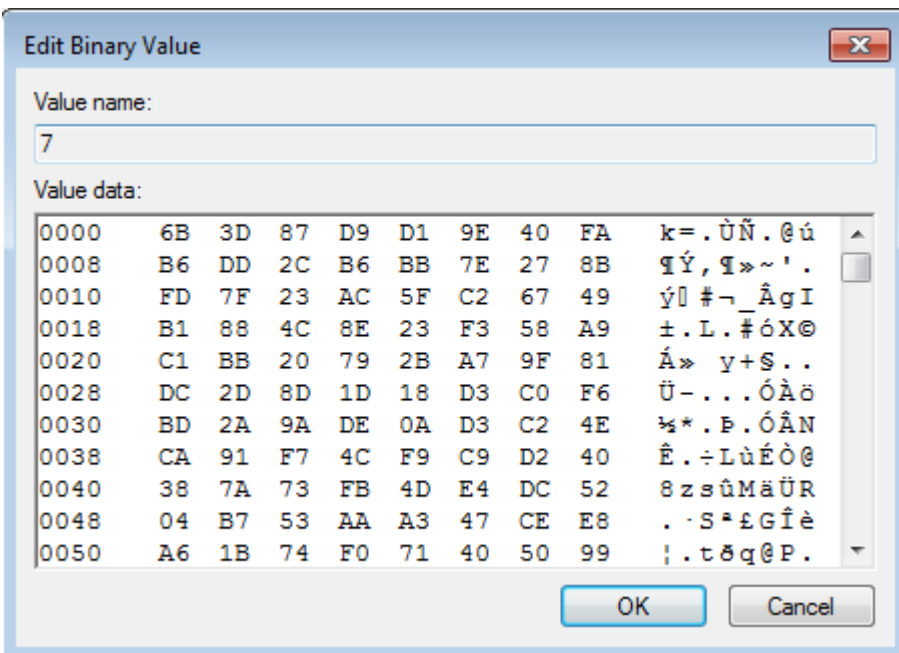 Edit Binary Value
Value name:
7
Value data:
0000 6B 3D 87 D9 D1 9E 40 FA k=.ÙÑ.@ú
0008 B6 DD 2C B6 BB 7E 27 8B ¶Ý,¶»~'.
0010 FD 7F 23 AC 5F C2 67 49 ý▯#¬_ÂgI
0018 B1 88 4C 8E 23 F3 58 A9 ±.L.#óX©
0020 C1 BB 20 79 2B A7 9F 81 Á» y+§..
0028 DC 2D 8D 1D 18 D3 C0 F6 Ü-...ÓÀö
0030 BD 2A 9A DE 0A D3 C2 4E ½*.Þ.ÓÂN
0038 CA 91 F7 4C F9 C9 D2 40 Ê.÷LùÉÒ@
0040 38 7A 73 FB 4D E4 DC 52 8zsûMäÜR
0048 04 B7 53 AA A3 47 CE E8 .·Sª£GÎè
0050 A6 1B 74 F0 71 40 50 99 ¦.tðq@P.
OK Cancel